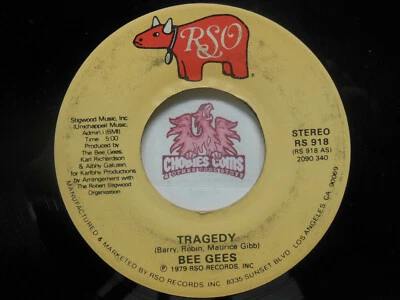 RSO
Stigwood Music, Inc.
(Unichappell Music
Admin.) (BMI)
Time 5:00
Produced by
The Bee Gees,
Karl Richardson
& Albhy Galuten
for Karlbhy Productions
by Arrangement with
The Robert Stigwood
Organization
STEREO
RS 918
(RS 918 AS)
2090 340
TRAGEDY
(Barry, Robin, Maurice Gibb)
BEE GEES
℗ 1979 RSO RECORDS, INC.
MANUFACTURED & MARKETED BY RSO RECORDS INC. 8335 SUNSET BLVD. LOS ANGELES, CA. 90069